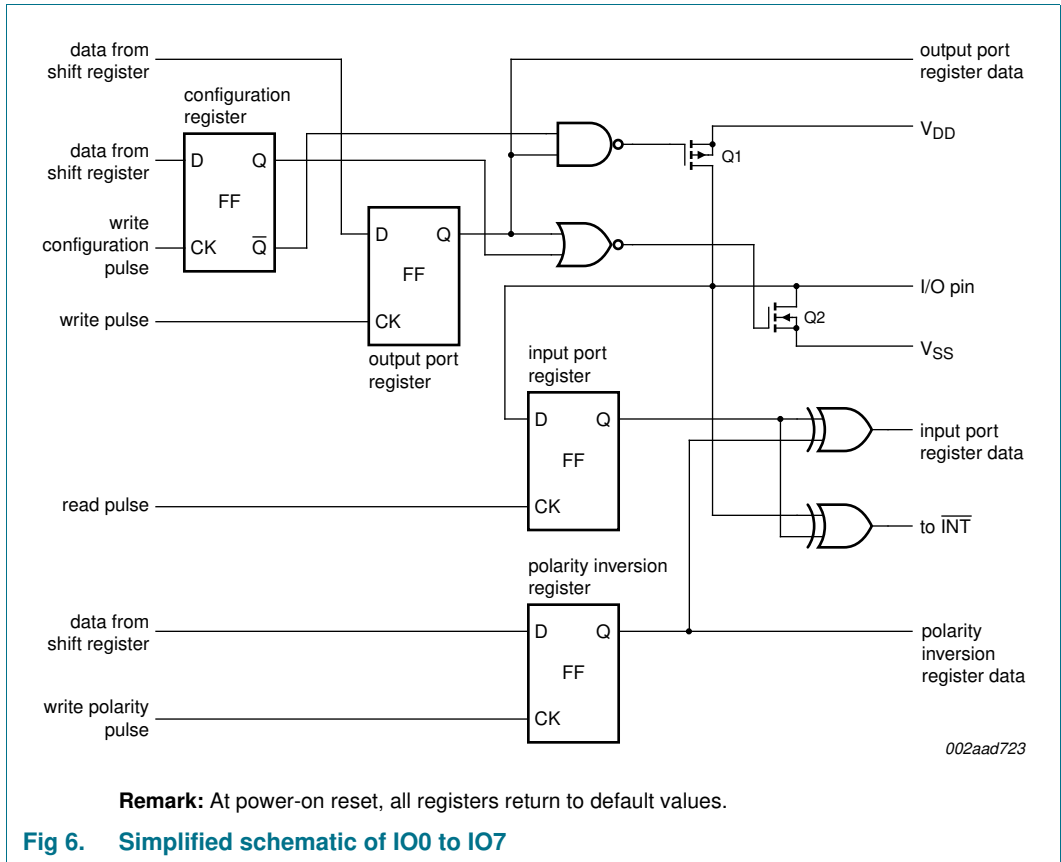 data from
shift register
output port
register data
configuration
register
V_DD
Q1
data from
shift register
D Q
FF
write
configuration
pulse
CK Q̅
D Q
FF
CK
I/O pin
Q2
V_SS
write pulse
output port
register
input port
register
D Q
FF
CK
input port
register data
read pulse
to I̅N̅T̅
polarity inversion
register
data from
shift register
D Q
FF
CK
polarity
inversion
register data
write polarity
pulse
002aad723
Remark: At power-on reset, all registers return to default values.
Fig 6. Simplified schematic of IO0 to IO7